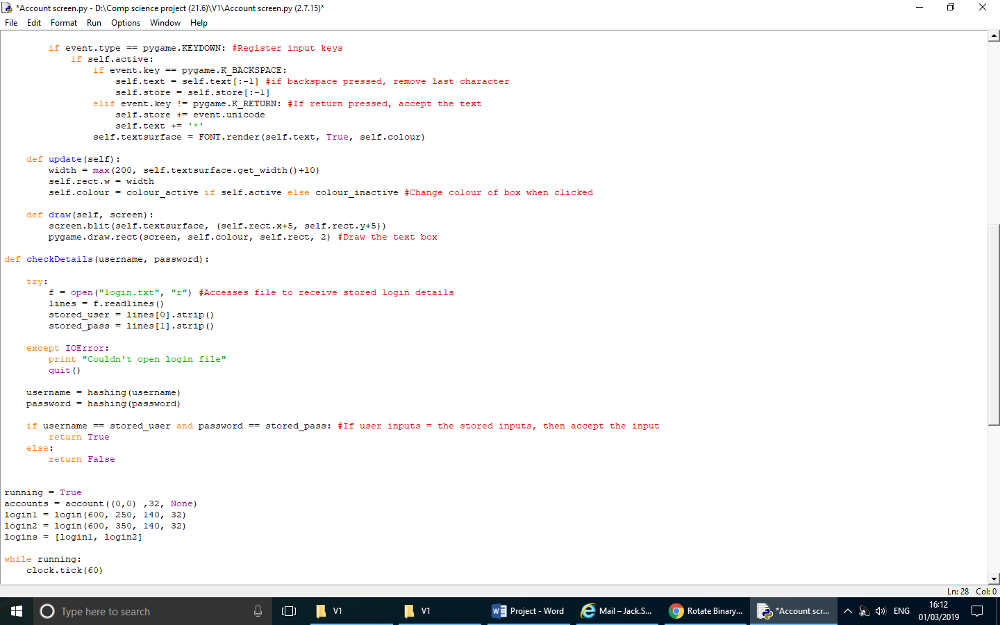 *Account screen.py - D:\Comp science project (21.6)\V1\Account screen.py (2.7.15)*
File Edit Format Run Options Window Help
        if event.type == pygame.KEYDOWN: #Register input keys
            if self.active:
                if event.key == pygame.K_BACKSPACE:
                    self.text = self.text[:-1] #if backspace pressed, remove last character
                    self.store = self.store[:-1]
                elif event.key != pygame.K_RETURN: #If return pressed, accept the text
                    self.store += event.unicode
                    self.text += '*'
                self.textsurface = FONT.render(self.text, True, self.colour)
    def update(self):
        width = max(200, self.textsurface.get_width()+10)
        self.rect.w = width
        self.colour = colour_active if self.active else colour_inactive #Change colour of box when clicked
    def draw(self, screen):
        screen.blit(self.textsurface, (self.rect.x+5, self.rect.y+5))
        pygame.draw.rect(screen, self.colour, self.rect, 2) #Draw the text box
def checkDetails(username, password):
    try:
        f = open("login.txt", "r") #Accesses file to receive stored login details
        lines = f.readlines()
        stored_user = lines[0].strip()
        stored_pass = lines[1].strip()
    except IOError:
        print "Couldn't open login file"
        quit()
    username = hashing(username)
    password = hashing(password)
    if username == stored_user and password == stored_pass: #If user inputs = the stored inputs, then accept the input
        return True
    else:
        return False
running = True
accounts = account((0,0) ,32, None)
login1 = login(600, 250, 140, 32)
login2 = login(600, 350, 140, 32)
logins = [login1, login2]
while running:
    clock.tick(60)
Ln: 28 Col: 0
Type here to search
V1
V1
Project - Word
Mail – Jack.S...
Rotate Binary...
*Account scr...
ENG
16:12
01/03/2019